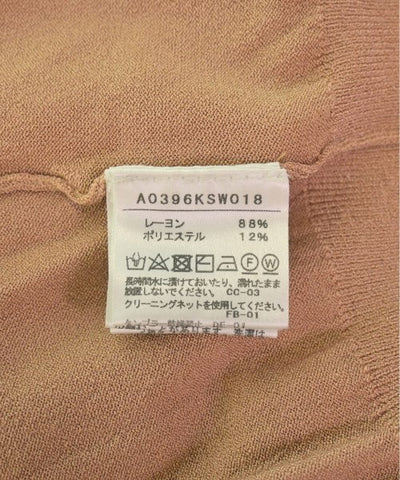 A0396KSW018
レーヨン 88%
ポリエステル 12%
長時間水に漬けておいたり、濡れたまま
放置しないでください。 CC-03
クリーニングネットを使用してください。
FB-01
DF-01